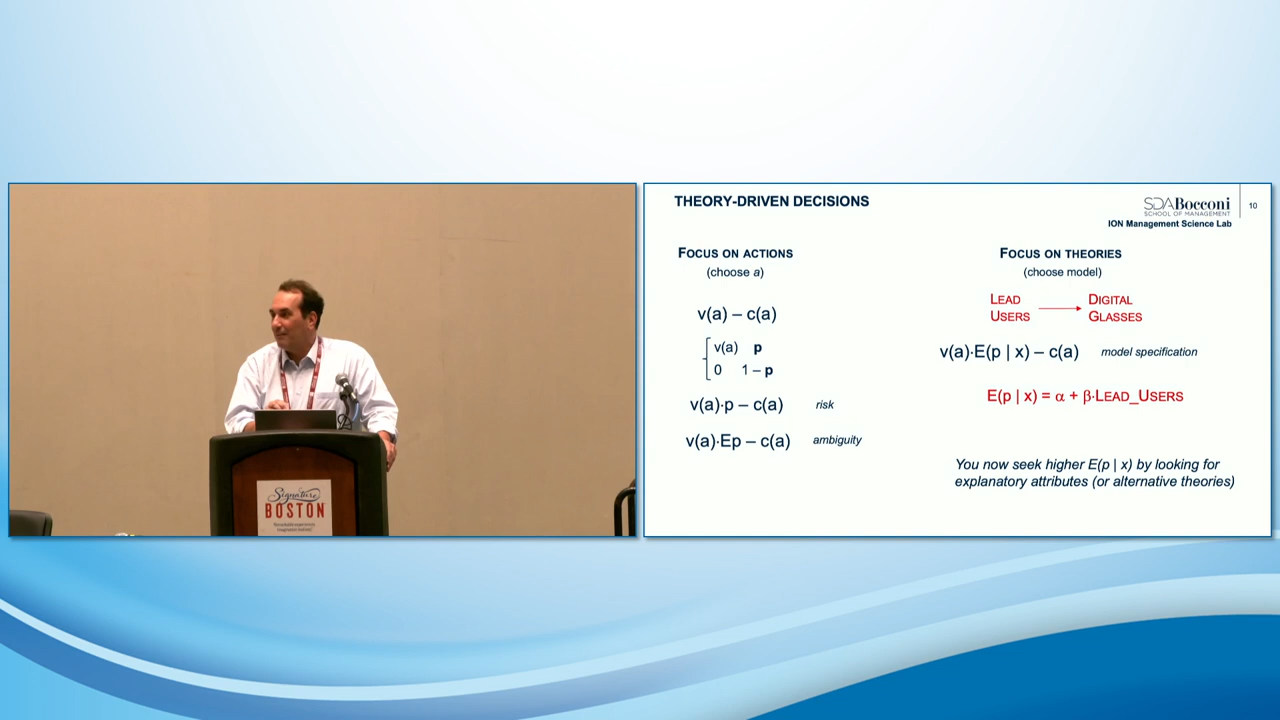 Signature
BOSTON
THEORY-DRIVEN DECISIONS
SDA Bocconi
SCHOOL OF MANAGEMENT
ION Management Science Lab
10
FOCUS ON ACTIONS
(choose a)
v(a) – c(a)
v(a) p
0 1 – p
v(a)·p – c(a) risk
v(a)·Ep – c(a) ambiguity
FOCUS ON THEORIES
(choose model)
LEAD USERS → DIGITAL GLASSES
v(a)·E(p | x) – c(a) model specification
E(p | x) = α + β·LEAD_USERS
You now seek higher E(p | x) by looking for
explanatory attributes (or alternative theories)